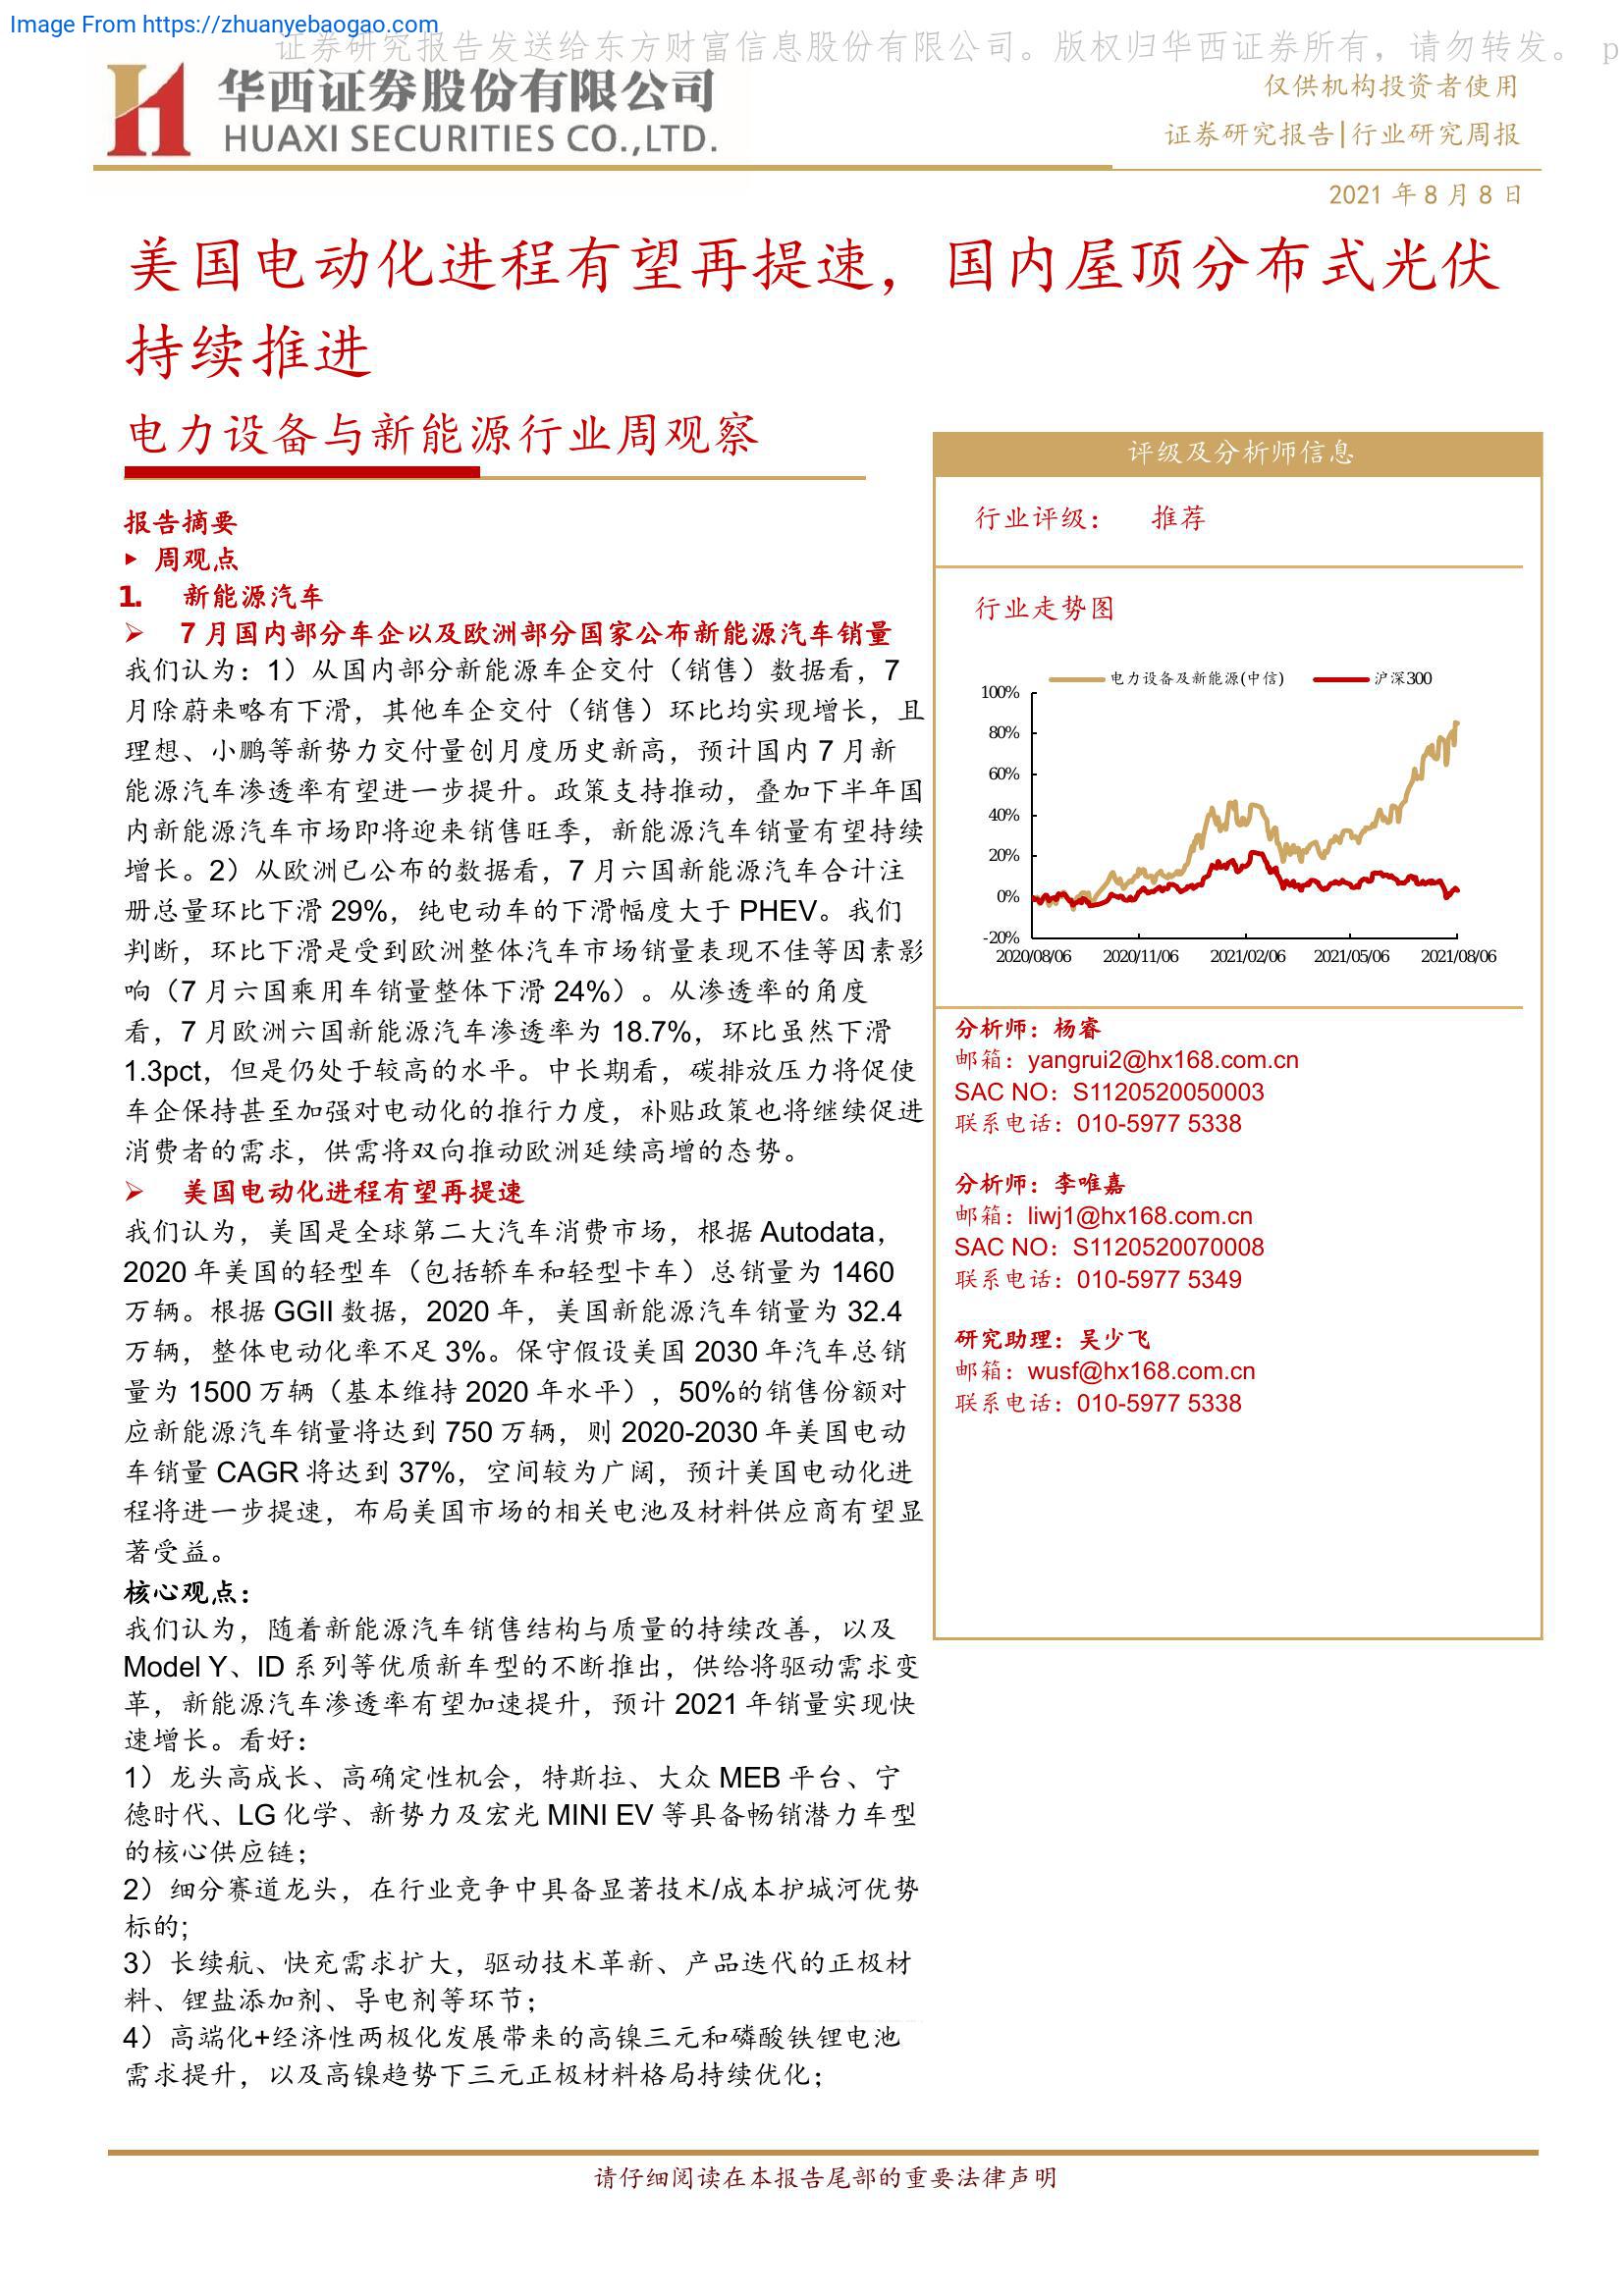 Image From https://zhuanyebaogao.com
证券研究报告发送给东方财富信息股份有限公司。版权归华西证券所有，请勿转发。 p
华西证券股份有限公司
HUAXI SECURITIES CO.,LTD.
仅供机构投资者使用
证券研究报告|行业研究周报
2021 年 8 月 8 日
美国电动化进程有望再提速，国内屋顶分布式光伏
持续推进
电力设备与新能源行业周观察
报告摘要
▸ 周观点
1. 新能源汽车
➢ 7 月国内部分车企以及欧洲部分国家公布新能源汽车销量
我们认为：1）从国内部分新能源车企交付（销售）数据看，7
月除蔚来略有下滑，其他车企交付（销售）环比均实现增长，且
理想、小鹏等新势力交付量创月度历史新高，预计国内 7 月新
能源汽车渗透率有望进一步提升。政策支持推动，叠加下半年国
内新能源汽车市场即将迎来销售旺季，新能源汽车销量有望持续
增长。2）从欧洲已公布的数据看，7 月六国新能源汽车合计注
册总量环比下滑 29%，纯电动车的下滑幅度大于 PHEV。我们
判断，环比下滑是受到欧洲整体汽车市场销量表现不佳等因素影
响（7 月六国乘用车销量整体下滑 24%）。从渗透率的角度
看，7 月欧洲六国新能源汽车渗透率为 18.7%，环比虽然下滑
1.3pct，但是仍处于较高的水平。中长期看，碳排放压力将促使
车企保持甚至加强对电动化的推行力度，补贴政策也将继续促进
消费者的需求，供需将双向推动欧洲延续高增的态势。
➢ 美国电动化进程有望再提速
我们认为，美国是全球第二大汽车消费市场，根据 Autodata，
2020 年美国的轻型车（包括轿车和轻型卡车）总销量为 1460
万辆。根据 GGII 数据，2020 年，美国新能源汽车销量为 32.4
万辆，整体电动化率不足 3%。保守假设美国 2030 年汽车总销
量为 1500 万辆（基本维持 2020 年水平），50%的销售份额对
应新能源汽车销量将达到 750 万辆，则 2020-2030 年美国电动
车销量 CAGR 将达到 37%，空间较为广阔，预计美国电动化进
程将进一步提速，布局美国市场的相关电池及材料供应商有望显
著受益。
核心观点：
我们认为，随着新能源汽车销售结构与质量的持续改善，以及
Model Y、ID 系列等优质新车型的不断推出，供给将驱动需求变
革，新能源汽车渗透率有望加速提升，预计 2021 年销量实现快
速增长。看好：
1）龙头高成长、高确定性机会，特斯拉、大众 MEB 平台、宁
德时代、LG 化学、新势力及宏光 MINI EV 等具备畅销潜力车型
的核心供应链；
2）细分赛道龙头，在行业竞争中具备显著技术/成本护城河优势
标的;
3）长续航、快充需求扩大，驱动技术革新、产品迭代的正极材
料、锂盐添加剂、导电剂等环节；
4）高端化+经济性两极化发展带来的高镍三元和磷酸铁锂电池
需求提升，以及高镍趋势下三元正极材料格局持续优化；
评级及分析师信息
行业评级： 推荐
行业走势图
电力设备及新能源(中信) 沪深300
100%
80%
60%
40%
20%
0%
-20%
2020/08/06 2020/11/06 2021/02/06 2021/05/06 2021/08/06
分析师：杨睿
邮箱：yangrui2@hx168.com.cn
SAC NO：S1120520050003
联系电话：010-5977 5338
分析师：李唯嘉
邮箱：liwj1@hx168.com.cn
SAC NO：S1120520070008
联系电话：010-5977 5349
研究助理：吴少飞
邮箱：wusf@hx168.com.cn
联系电话：010-5977 5338
请仔细阅读在本报告尾部的重要法律声明